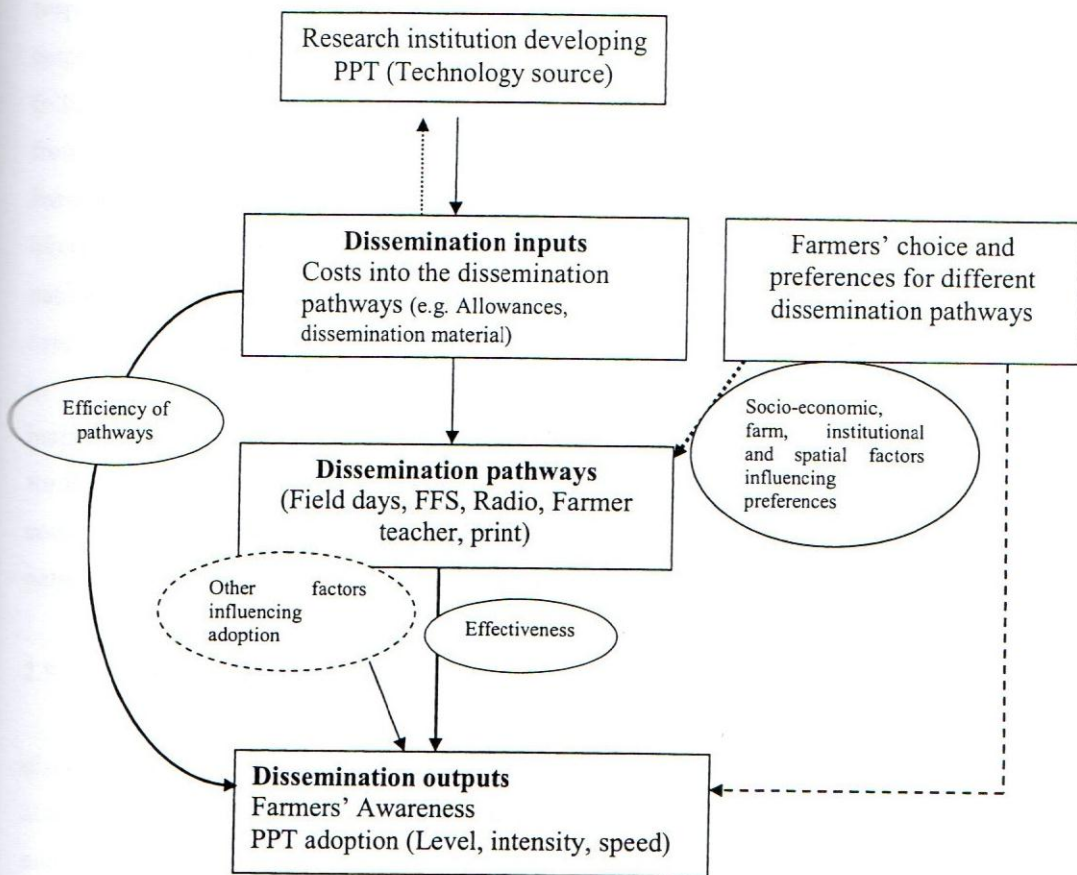 Research institution developing
PPT (Technology source)
Dissemination inputs
Costs into the dissemination
pathways (e.g. Allowances,
dissemination material)
Farmers’ choice and
preferences for different
dissemination pathways
Efficiency of
pathways
Socio-economic,
farm, institutional
and spatial factors
influencing
preferences
Dissemination pathways
(Field days, FFS, Radio, Farmer
teacher, print)
Other factors
influencing
adoption
Effectiveness
Dissemination outputs
Farmers’ Awareness
PPT adoption (Level, intensity, speed)